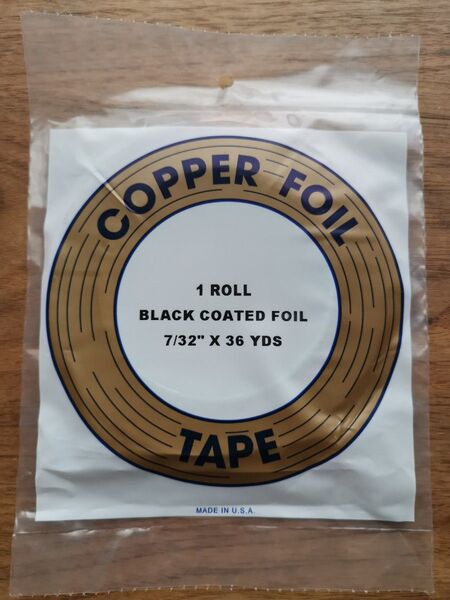 COPPER FOIL
1 ROLL
BLACK COATED FOIL
7/32" X 36 YDS
TAPE
MADE IN U.S.A.